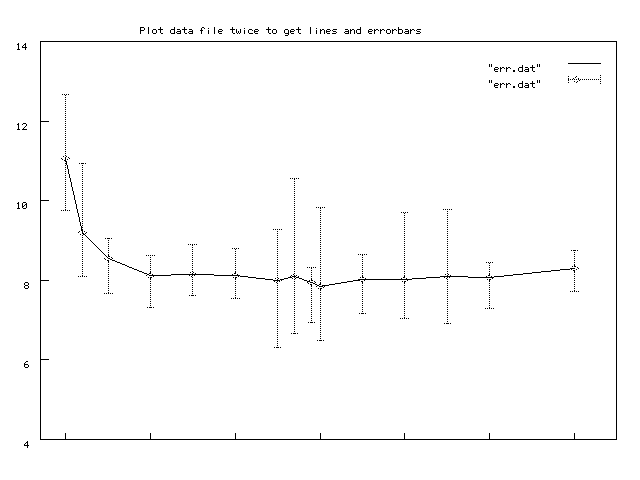 Plot data file twice to get lines and errorbars
14
"err.dat"
"err.dat"
12
10
8
6
4